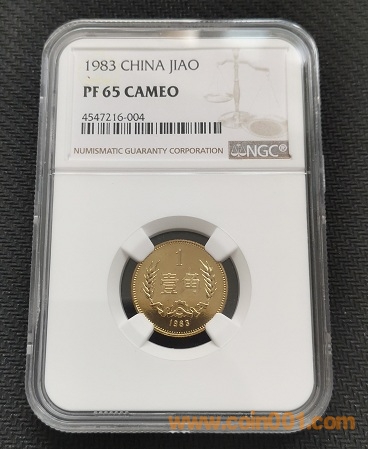 1983 CHINA JIAO
PF 65 CAMEO
4547216-004
NUMISMATIC GUARANTY CORPORATION
NGC®
1
壹角
1983
www.coin001.com